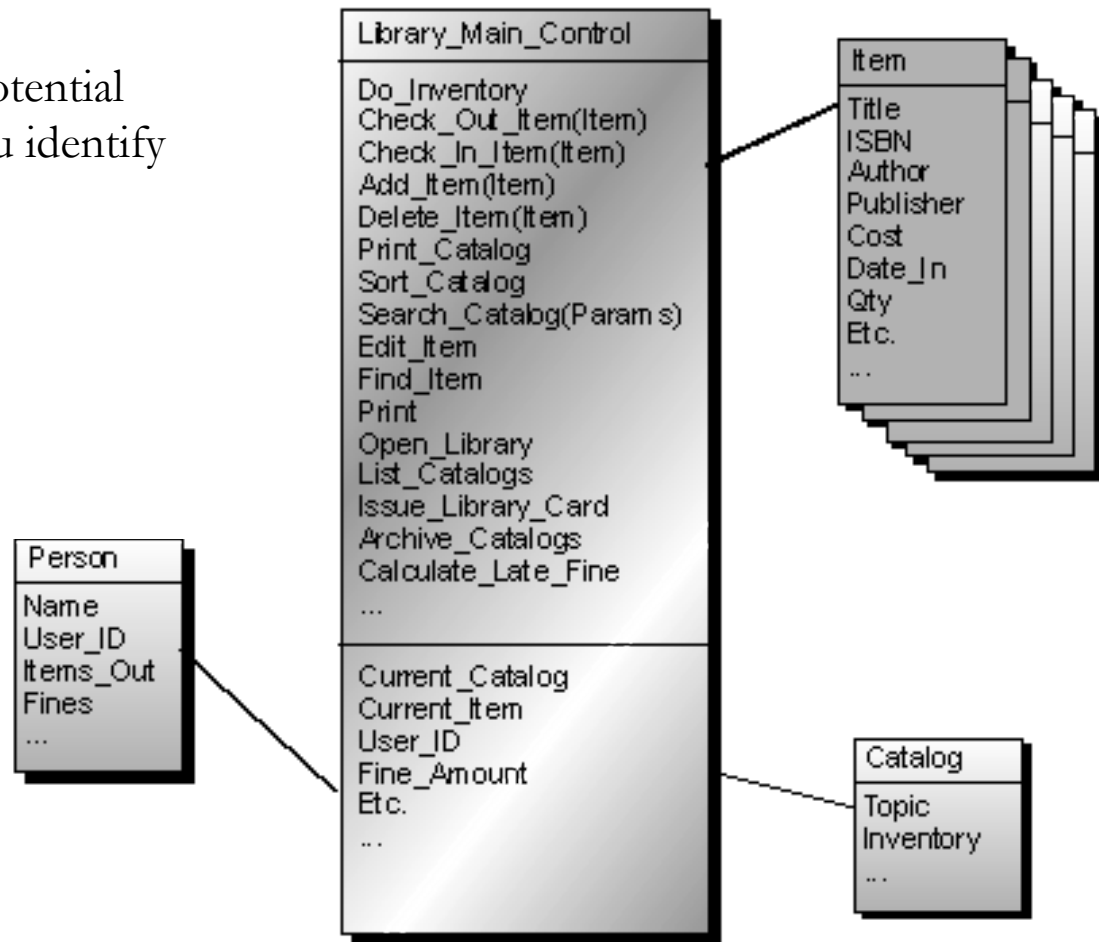 otential
u identify
Library_Main_Control
Do_Inventory
Check_Out_Item(Item)
Check_In_Item(Item)
Add_Item(Item)
Delete_Item(Item)
Print_Catalog
Sort_Catalog
Search_Catalog(Params)
Edit_Item
Find_Item
Print
Open_Library
List_Catalogs
Issue_Library_Card
Archive_Catalogs
Calculate_Late_Fine
...
Current_Catalog
Current_Item
User_ID
Fine_Amount
Etc.
...
Item
Title
ISBN
Author
Publisher
Cost
Date_In
Qty
Etc.
...
Person
Name
User_ID
Items_Out
Fines
...
Catalog
Topic
Inventory
...